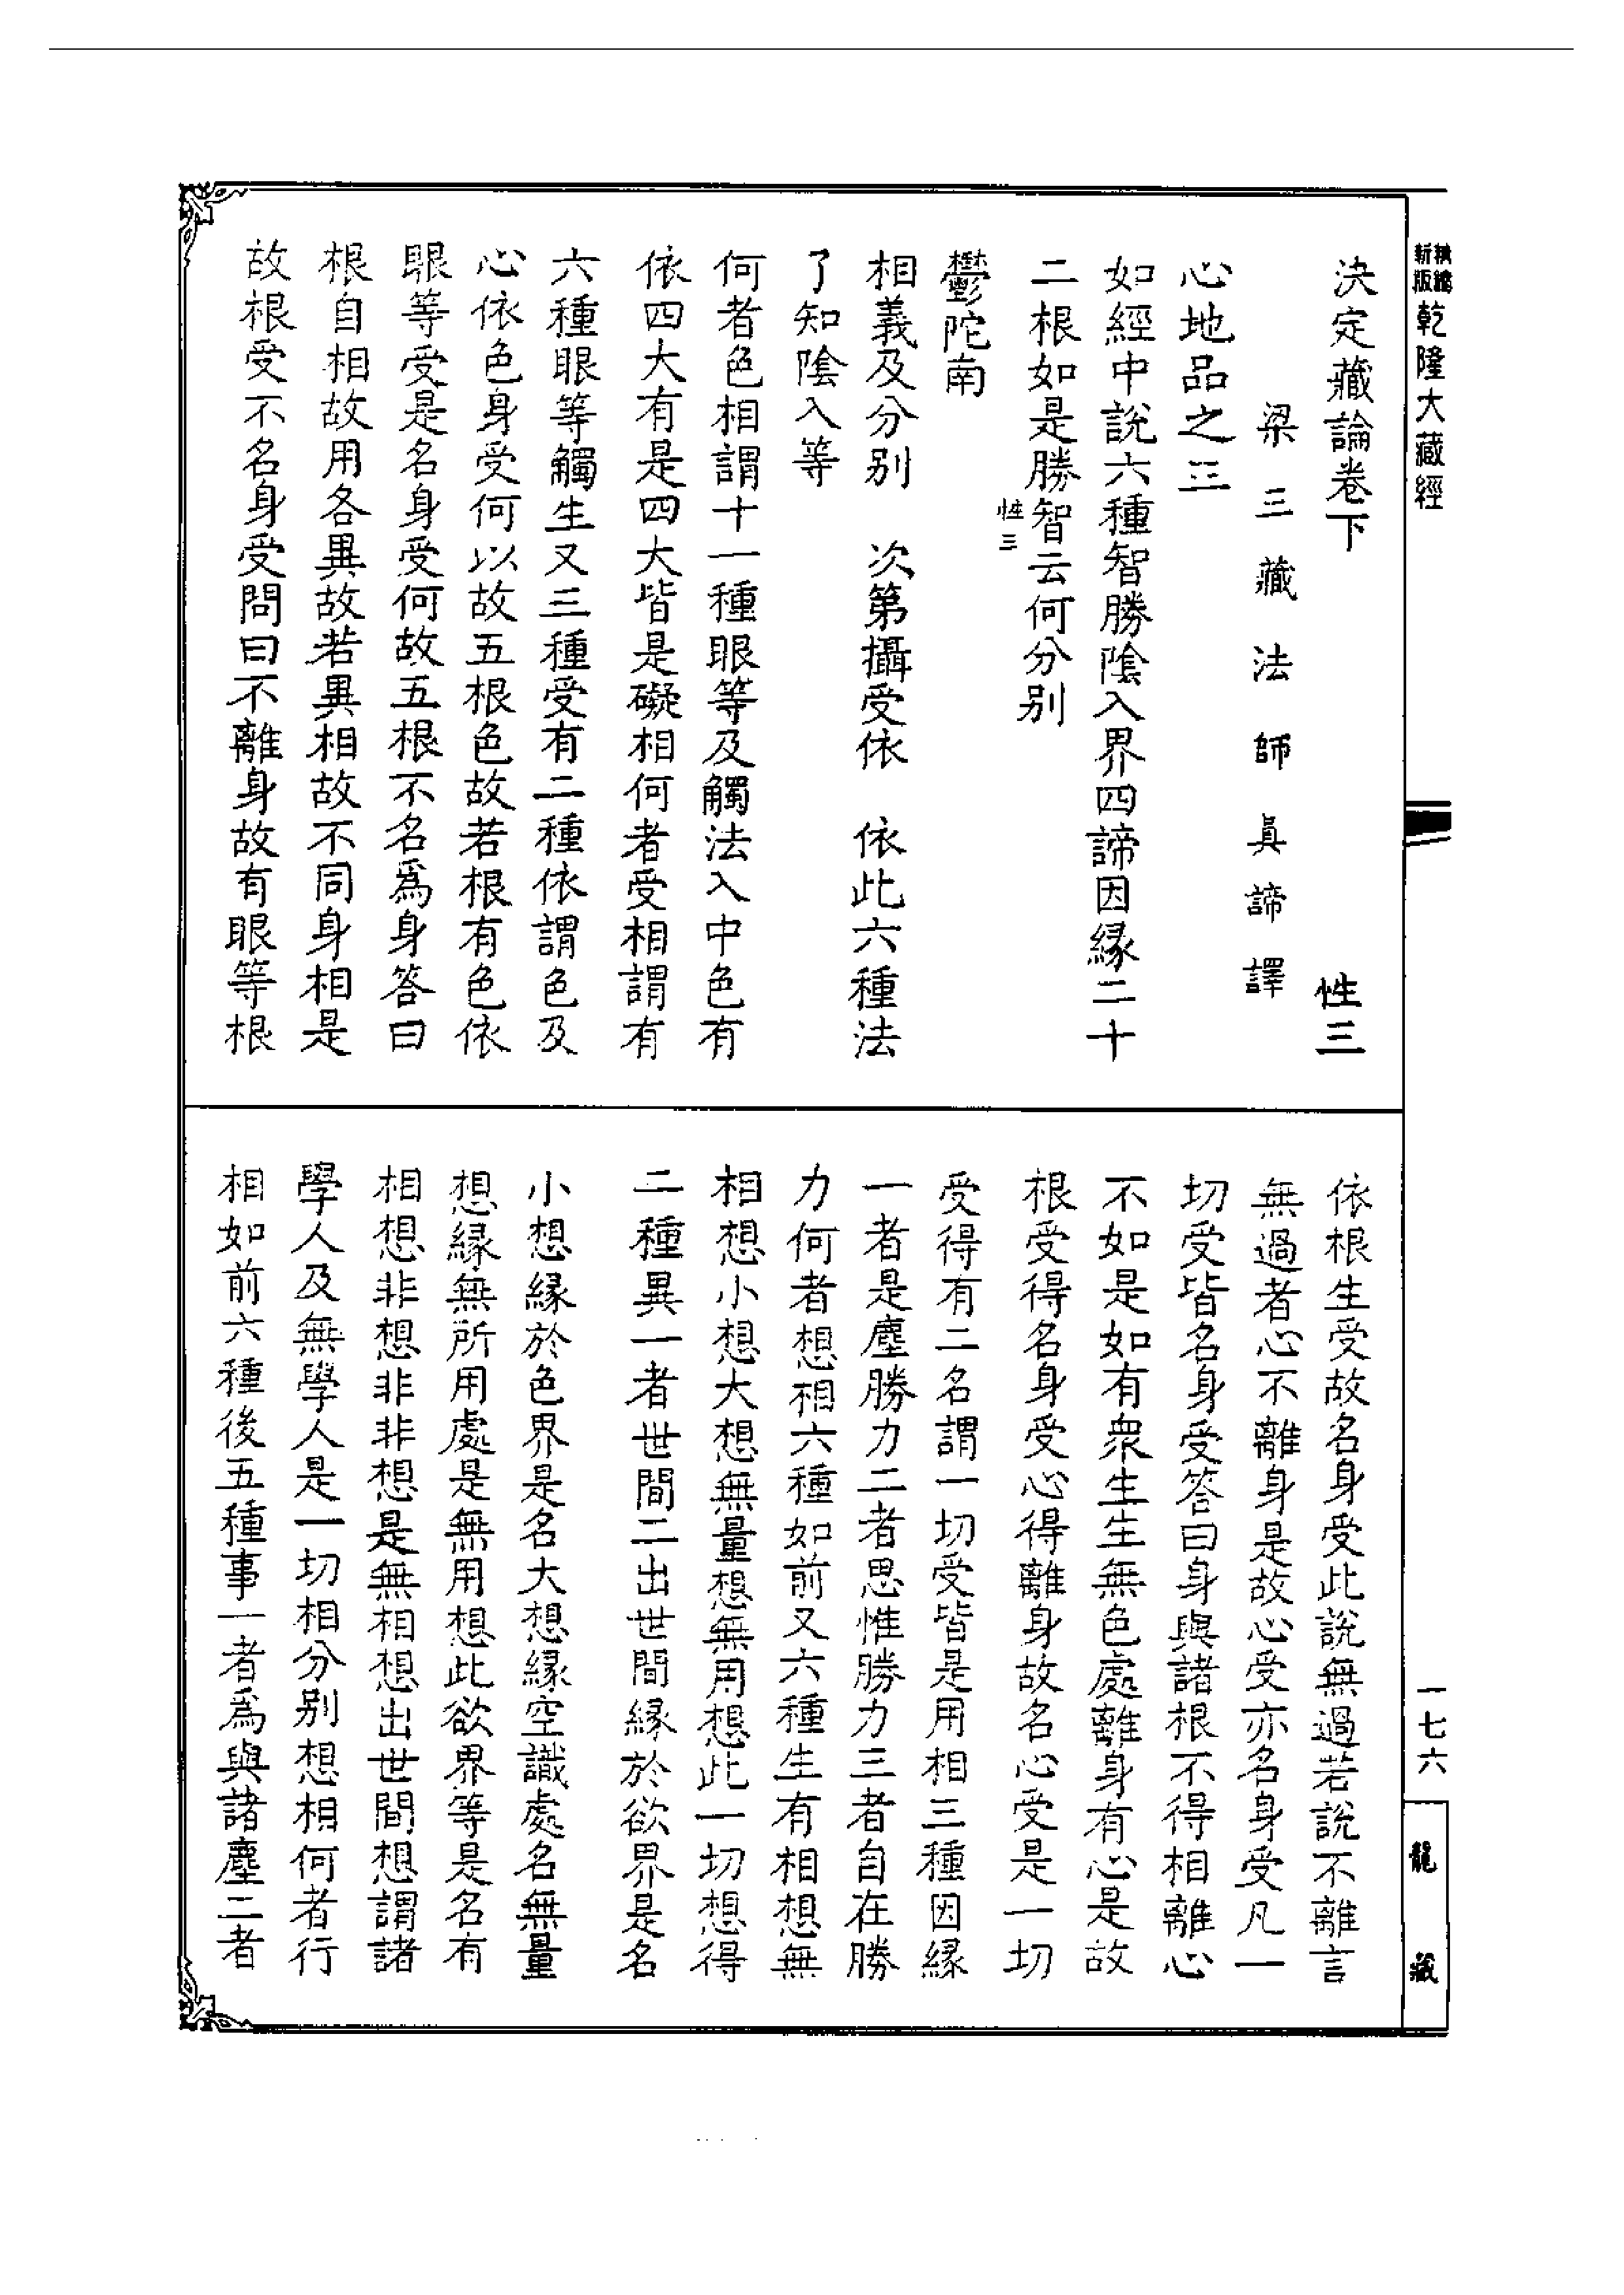 新版
乾隆大藏經
決定藏論卷下
性三
梁三藏法師真諦譯
心地品之三
如經中說六種智勝陰入界四諦因緣二十
二根如是勝智云何分別
性三
鬱陀南
相義及分別　次第攝受依　依此六種法
了知陰入等
何者色相謂十一種眼等及觸法入中色有
依四大有是四大皆是礙相何者受相謂有
六種眼等觸生又三種受有二種依謂色及
心依色身受何以故五根色故若根有色依
眼等受是名身受何故五根不名為身答曰
根自相故用各異故若異相故不同身相是
故根受不名身受問曰不離身故有眼等根
依根生受故名身受此說無過若說不離言
無過者心不離身是故心受亦名身受凡一
切受皆名身受答曰身與諸根不得相離心
不如是如有眾生生無色處離身有心是故
根受得名身受心得離身故名心受是一切
受得有二名謂一切受皆是用相三種因緣
一者是塵勝力二者思惟勝力三者自在勝
力何者想相六種如前又六種生有相想無
相想小想大想無量想無用想此一切想得
二種異一者世間二出世間緣於欲界是名
小想緣於色界是名大想緣空識處名無量
想緣無所用處是無用想此欲界等是名有
相想非想非非想是無相想出世間想謂諸
學人及無學人是一切相分別想相何者行
相如前六種後五種事一者為與諸塵二者
一七六
龍藏